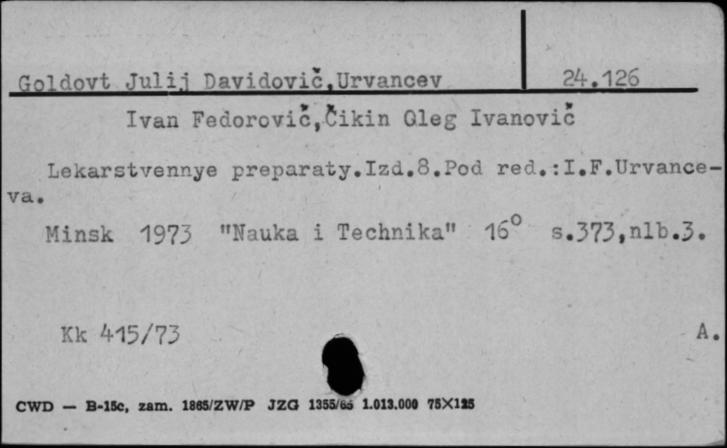 Goldovt Julij Davidovič,Urvancev 24.126
Ivan Fedorovič,Čikin Oleg Ivanovič
Lekarstvennye preparaty.Izd.8.Pod red.:I.F.Urvance-
va.
Minsk 1973 "Nauka i Technika" 16° s.373,nlb.3.
Kk 415/73 A.
CWD — B-15c, zam. 1865/ZW/P JZG 1355/65 1.013.000 75X125